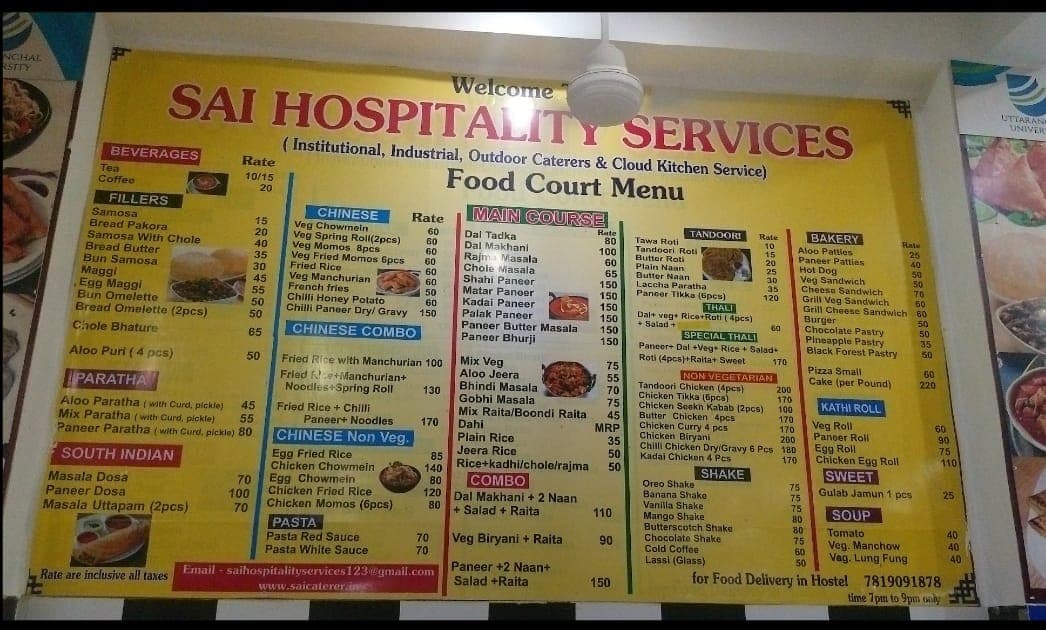 NCHAL
RSITY
Welcome
SAI HOSPITALITY SERVICES
( Institutional, Industrial, Outdoor Caterers & Cloud Kitchen Service)
Food Court Menu
BEVERAGES Rate
Tea 10/15
Coffee 20
FILLERS
Samosa 15
Bread Pakora 20
Samosa With Chole 40
Bread Butter 35
Bun Samosa 30
Maggi 45
Egg Maggi 55
Bun Omelette 50
Bread Omelette (2pcs) 50
Chole Bhature 65
Aloo Puri ( 4 pcs) 50
PARATHA
Aloo Paratha ( with Curd, pickle) 45
Mix Paratha ( with Curd, pickle) 55
Paneer Paratha ( with Curd, pickle) 80
SOUTH INDIAN
Masala Dosa 70
Paneer Dosa 100
Masala Uttapam (2pcs) 70
Rate are inclusive all taxes
CHINESE Rate
Veg Chowmein 60
Veg Spring Roll(2pcs) 60
Veg Momos 8pcs 60
Veg Fried Momos 6pcs 60
Fried Rice 60
Veg Manchurian 60
French fries 50
Chilli Honey Potato 60
Chilli Paneer Dry/ Gravy 150
CHINESE COMBO
Fried Rice with Manchurian 100
Fried Rice+Manchurian+
Noodles+Spring Roll 130
Fried Rice + Chilli
Paneer+ Noodles 170
CHINESE Non Veg.
Egg Fried Rice 85
Chicken Chowmein 140
Egg Chowmein 80
Chicken Fried Rice 120
Chicken Momos (6pcs) 80
PASTA
Pasta Red Sauce 70
Pasta White Sauce 70
Email - saihospitalityservices123@gmail.com
www.saicaterer.in
MAIN COURSE
Rate
Dal Tadka 80
Dal Makhani 100
Rajma Masala 60
Chole Masala 65
Shahi Paneer 150
Matar Paneer 150
Kadai Paneer 150
Palak Paneer 150
Paneer Butter Masala 150
Paneer Bhurji 150
Mix Veg 75
Aloo Jeera 55
Bhindi Masala 70
Gobhi Masala 75
Mix Raita/Boondi Raita 45
Dahi MRP
Plain Rice 35
Jeera Rice 50
Rice+kadhi/chole/rajma 50
COMBO
Dal Makhani + 2 Naan
+ Salad + Raita 110
Veg Biryani + Raita 90
Paneer +2 Naan+
Salad +Raita 150
TANDOORI Rate
Tawa Roti 10
Tandoori Roti 15
Butter Roti 20
Plain Naan 25
Butter Naan 30
Laccha Paratha 35
Paneer Tikka (6pcs) 120
THALI
Dal+ veg+ Rice+Roti ( 4pcs)
+ Salad + 60
SPECIAL THALI
Paneer+ Dal +Veg+ Rice + Salad+
Roti (4pcs)+Raita+ Sweet 170
NON VEGETARIAN
Tandoori Chicken (4pcs) 200
Chicken Tikka (6pcs) 170
Chicken Seekh Kabab (2pcs) 100
Butter Chicken 4pcs 170
Chicken Curry 4 pcs 170
Chicken Biryani 200
Chilli Chicken Dry/Gravy 6 Pcs 180
Kadai Chicken 4 Pcs 170
SHAKE
Oreo Shake 75
Banana Shake 75
Vanilla Shake 75
Mango Shake 80
Butterscotch Shake 80
Chocolate Shake 75
Cold Coffee 60
Lassi (Glass) 50
BAKERY
Rate
Aloo Patties 25
Paneer Patties 40
Hot Dog 50
Veg Sandwich 50
Cheese Sandwich 70
Grill Veg Sandwich 60
Grill Cheese Sandwich 60
Burger 50
Chocolate Pastry 50
Pineapple Pastry 35
Black Forest Pastry 50
Pizza Small 60
Cake (per Pound) 220
KATHI ROLL
Veg Roll 60
Paneer Roll 90
Egg Roll 75
Chicken Egg Roll 110
SWEET
Gulab Jamun 1 pcs 25
SOUP
Tomato 40
Veg. Manchow 40
Veg. Lung Fung 40
for Food Delivery in Hostel 7819091878
time 7pm to 9pm only
UTTARAN
UNIVER